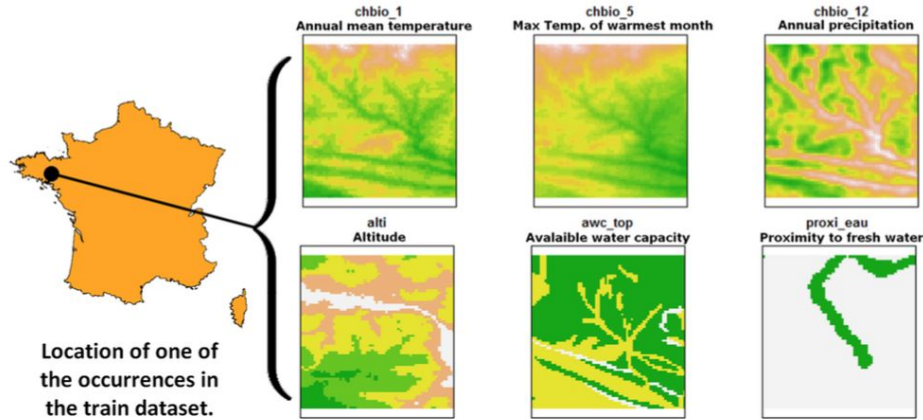 chbio_1
Annual mean temperature
chbio_5
Max Temp. of warmest month
chbio_12
Annual precipitation
alti
Altitude
awc_top
Avalaible water capacity
proxi_eau
Proximity to fresh water
Location of one of
the occurrences in
the train dataset.